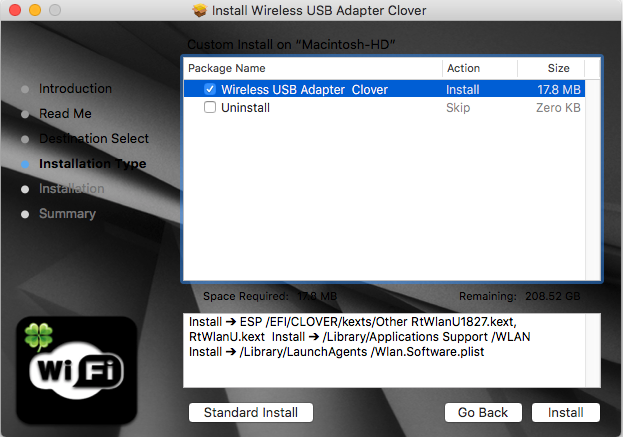 Install Wireless USB Adapter Clover
Custom Install on “Macintosh-HD”
Package Name Action Size
Wireless USB Adapter  Clover Install 17.8 MB
Uninstall Skip Zero KB
Introduction
Read Me
Destination Select
Installation Type
Installation
Summary
Space Required: 17.8 MB Remaining: 208.52 GB
Install ➔ ESP /EFI/CLOVER/kexts/Other RtWlanU1827.kext,
RtWlanU.kext  Install ➔ /Library/Applications Support /WLAN
Install ➔ /Library/LaunchAgents /Wlan.Software.plist
WiFi
Standard Install Go Back Install